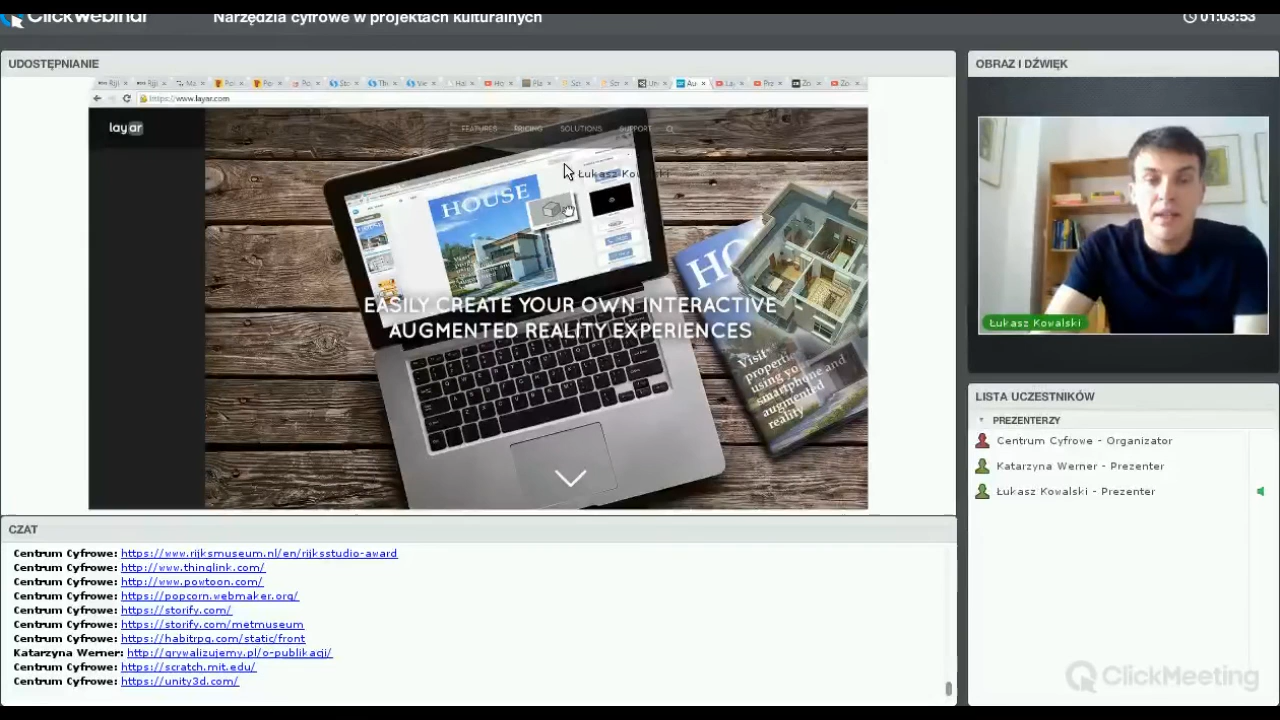 ClickWebinar
Narzędzia cyfrowe w projektach kulturalnych
01:03:53
UDOSTĘPNIANIE
https://www.layar.com
layar
FEATURES PRICING SOLUTIONS SUPPORT
Łukasz Kowalski
HOUSE
EASILY CREATE YOUR OWN INTERACTIVE
AUGMENTED REALITY EXPERIENCES
Visit
properties
using your
smartphone and
augmented
reality
OBRAZ I DŹWIĘK
Łukasz Kowalski
LISTA UCZESTNIKÓW
PREZENTERZY
Centrum Cyfrowe - Organizator
Katarzyna Werner - Prezenter
Łukasz Kowalski - Prezenter
CZAT
Centrum Cyfrowe: https://www.rijksmuseum.nl/en/rijksstudio-award
Centrum Cyfrowe: http://www.thinglink.com/
Centrum Cyfrowe: http://www.powtoon.com/
Centrum Cyfrowe: https://popcorn.webmaker.org/
Centrum Cyfrowe: https://storify.com/
Centrum Cyfrowe: https://storify.com/metmuseum
Centrum Cyfrowe: https://habitrpg.com/static/front
Katarzyna Werner: http://grywalizujemy.pl/o-publikacji/
Centrum Cyfrowe: https://scratch.mit.edu/
Centrum Cyfrowe: https://unity3d.com/
ClickMeeting